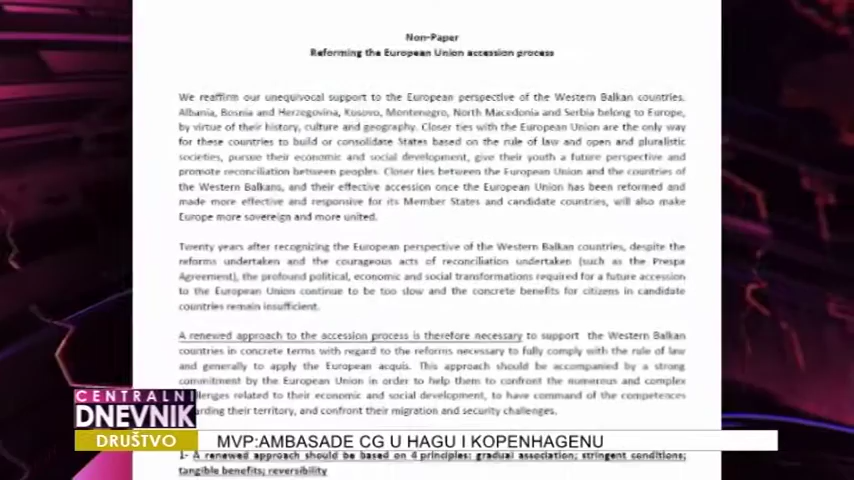 Non-Paper
Reforming the European Union accession process
We reaffirm our unequivocal support to the European perspective of the Western Balkan countries.
Albania, Bosnia and Herzegovina, Kosovo, Montenegro, North Macedonia and Serbia belong to Europe,
by virtue of their history, culture and geography. Closer ties with the European Union are the only way
for these countries to build or consolidate States based on the rule of law and open and pluralistic
societies, pursue their economic and social development, give their youth a future perspective and
promote reconciliation between peoples. Closer ties between the European Union and the countries of
the Western Balkans, and their effective accession once the European Union has been reformed and
made more effective and responsive for its Member States and candidate countries, will also make
Europe more sovereign and more united.
Twenty years after recognizing the European perspective of the Western Balkan countries, despite the
reforms undertaken and the courageous acts of reconciliation undertaken (such as the Prespa
Agreement), the profound political, economic and social transformations required for a future accession
to the European Union continue to be too slow and the concrete benefits for citizens in candidate
countries remain insufficient.
A renewed approach to the accession process is therefore necessary to support the Western Balkan
countries in concrete terms with regard to the reforms necessary to fully comply with the rule of law
and generally to apply the European acquis. This approach should be accompanied by a strong
commitment by the European Union in order to help them to confront the numerous and complex
llenges related to their economic and social development, to have command of the competences
arding their territory, and confront their migration and security challenges.
CENTRALNI
DNEVNIK
DRUŠTVO
MVP:AMBASADE CG U HAGU I KOPENHAGENU
1- A renewed approach should be based on 4 principles: gradual association; stringent conditions;
tangible benefits; reversibility